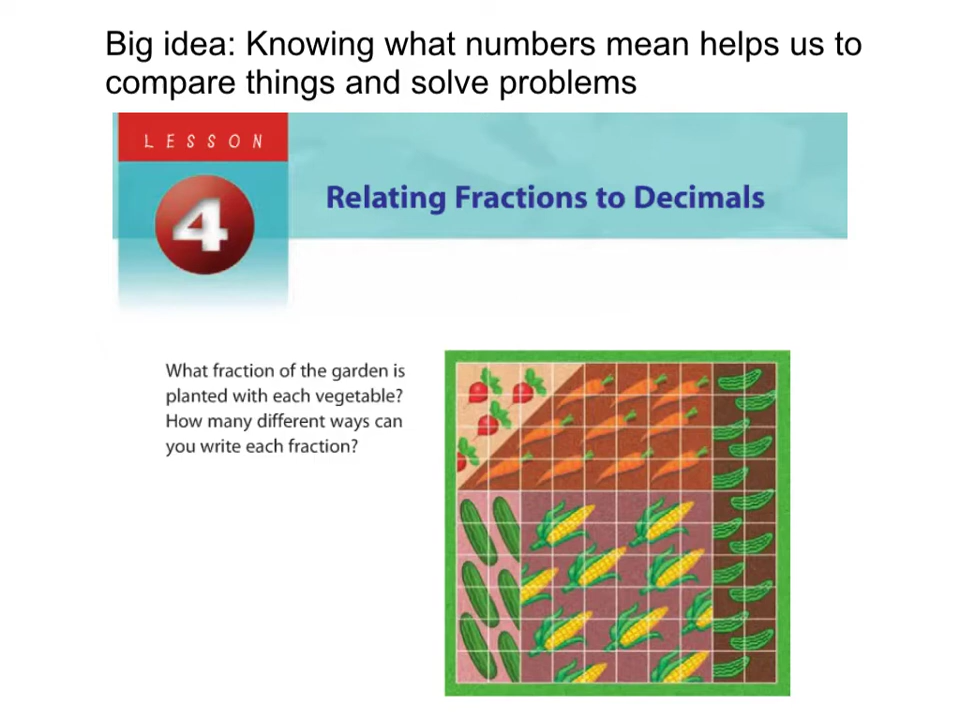 Big idea: Knowing what numbers mean helps us to
compare things and solve problems
LESSON
4
Relating Fractions to Decimals
What fraction of the garden is
planted with each vegetable?
How many different ways can
you write each fraction?